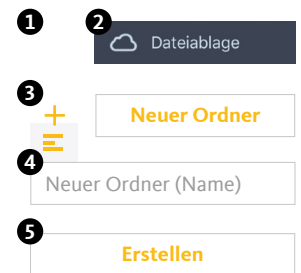 1 2
Dateiablage
3
Neuer Ordner
4
Neuer Ordner (Name)
5
Erstellen